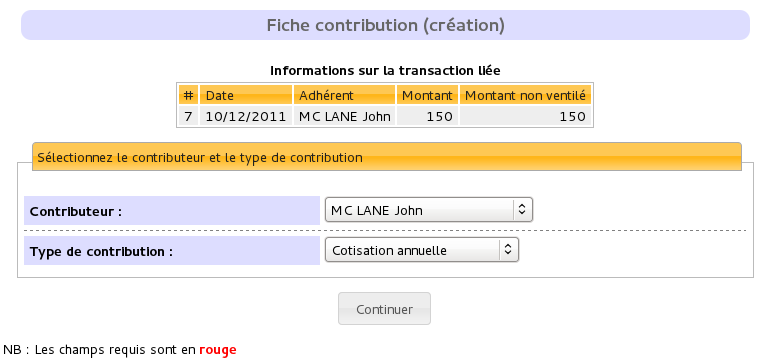 Fiche contribution (création)
Informations sur la transaction liée
# Date Adhérent Montant Montant non ventilé
7 10/12/2011 MC LANE John 150 150
Sélectionnez le contributeur et le type de contribution
Contributeur : MC LANE John
Type de contribution : Cotisation annuelle
Continuer
NB : Les champs requis sont en rouge